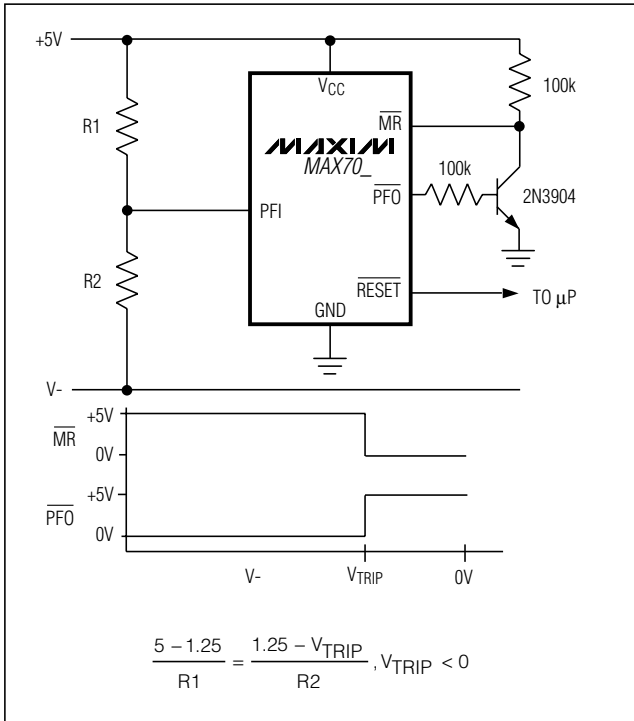 +5V
VCC
100k
R1
MR
MAXIM
MAX70_
100k
PFO
2N3904
PFI
R2
RESET
TO µP
GND
V-
+5V
MR
0V
+5V
PFO
0V
V-
VTRIP
0V
5 – 1.25
R1
=
1.25 – VTRIP
R2
, VTRIP < 0